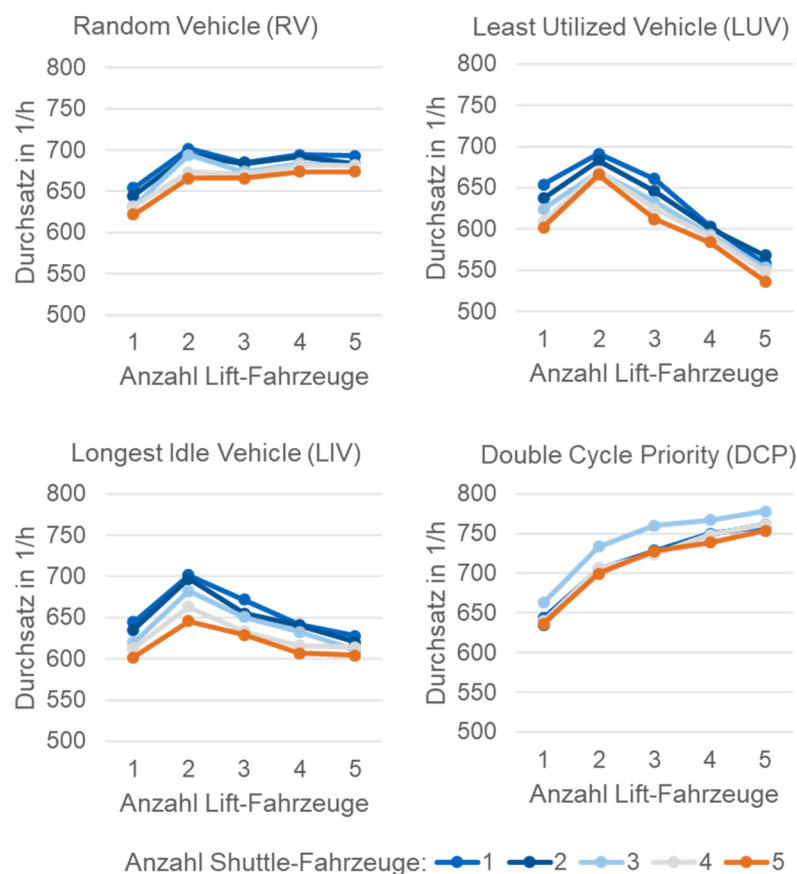 Random Vehicle (RV)
800
750
700
650
600
550
500
Durchsatz in 1/h
1 2 3 4 5
Anzahl Lift-Fahrzeuge
Least Utilized Vehicle (LUV)
800
750
700
650
600
550
500
Durchsatz in 1/h
1 2 3 4 5
Anzahl Lift-Fahrzeuge
Longest Idle Vehicle (LIV)
800
750
700
650
600
550
500
Durchsatz in 1/h
1 2 3 4 5
Anzahl Lift-Fahrzeuge
Double Cycle Priority (DCP)
800
750
700
650
600
550
500
Durchsatz in 1/h
1 2 3 4 5
Anzahl Lift-Fahrzeuge
Anzahl Shuttle-Fahrzeuge: 1 2 3 4 5